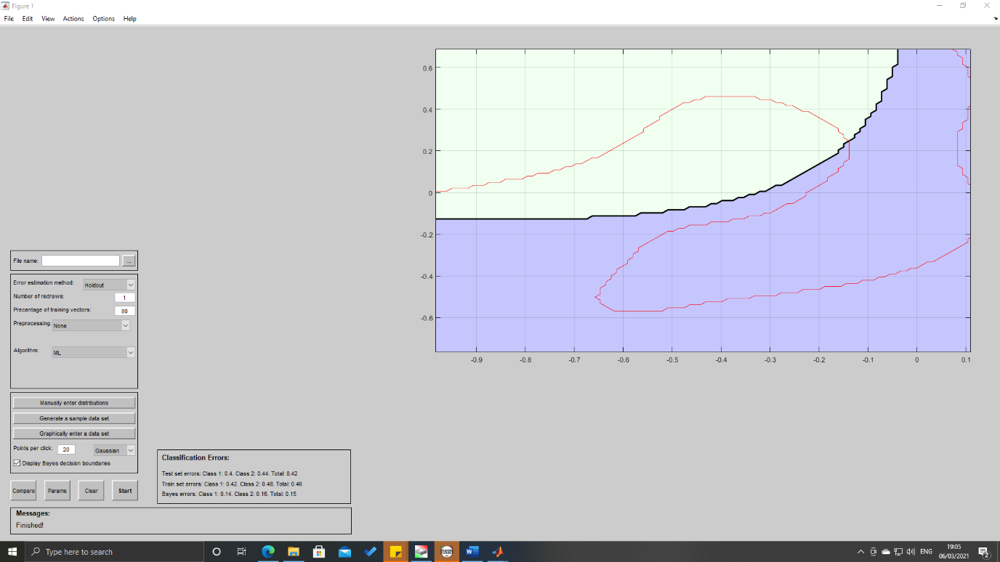 Figure 1
File Edit View Actions Options Help
0.6
0.4
0.2
0
-0.2
-0.4
-0.6
-0.9 -0.8 -0.7 -0.6 -0.5 -0.4 -0.3 -0.2 -0.1 0 0.1
File name: ...
Error estimation method: Holdout
Number of redraws: 1
Precentage of training vectors: 80
Preprocessing: None
Algorithm: ML
Manually enter distributions
Generate a sample data set
Graphically enter a data set
Points per click: 20 Gaussian
Display Bayes decision boundaries
Compare Params Clear Start
Classification Errors:
Test set errors: Class 1: 0.4. Class 2: 0.44. Total: 0.42
Train set errors: Class 1: 0.42. Class 2: 0.48. Total: 0.46
Bayes errors: Class 1: 0.14. Class 2: 0.16. Total: 0.15
Messages:
Finished!
Type here to search
ENG
19:05
06/03/2021
2